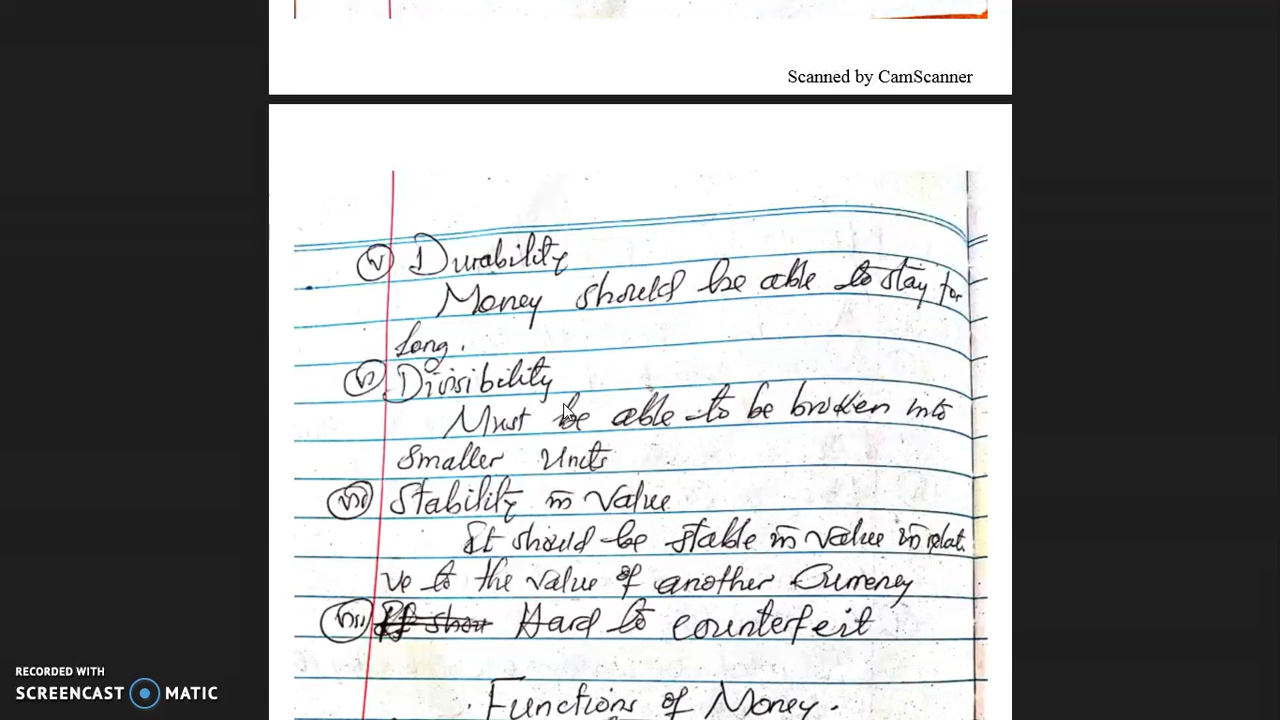 Scanned by CamScanner
(v) Durability
Money should be able to stay for
long.
(vi) Divisibility
Must be able to be broken into
smaller units
(vii) Stability in value
It should be stable in value in relat
ve to the value of another Currency
(viii) Hard to counterfeit
Functions of Money.
RECORDED WITH
SCREENCAST MATIC